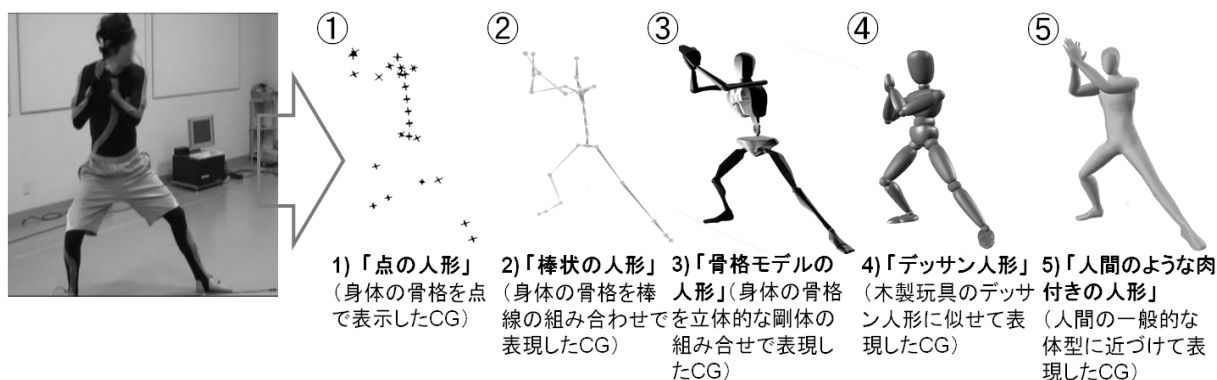 ①
②
③
④
⑤
1)「点の人形」
(身体の骨格を点
で表示したCG)
2)「棒状の人形」
(身体の骨格を棒
線の組み合わせで
表現したCG)
3)「骨格モデルの
人形」(身体の骨格
を立体的な剛体の
組み合せで表現し
たCG)
4)「デッサン人形」
(木製玩具のデッサ
ン人形に似せて表
現したCG)
5)「人間のような肉
付きの人形」
(人間の一般的な
体型に近づけて表
現したCG)